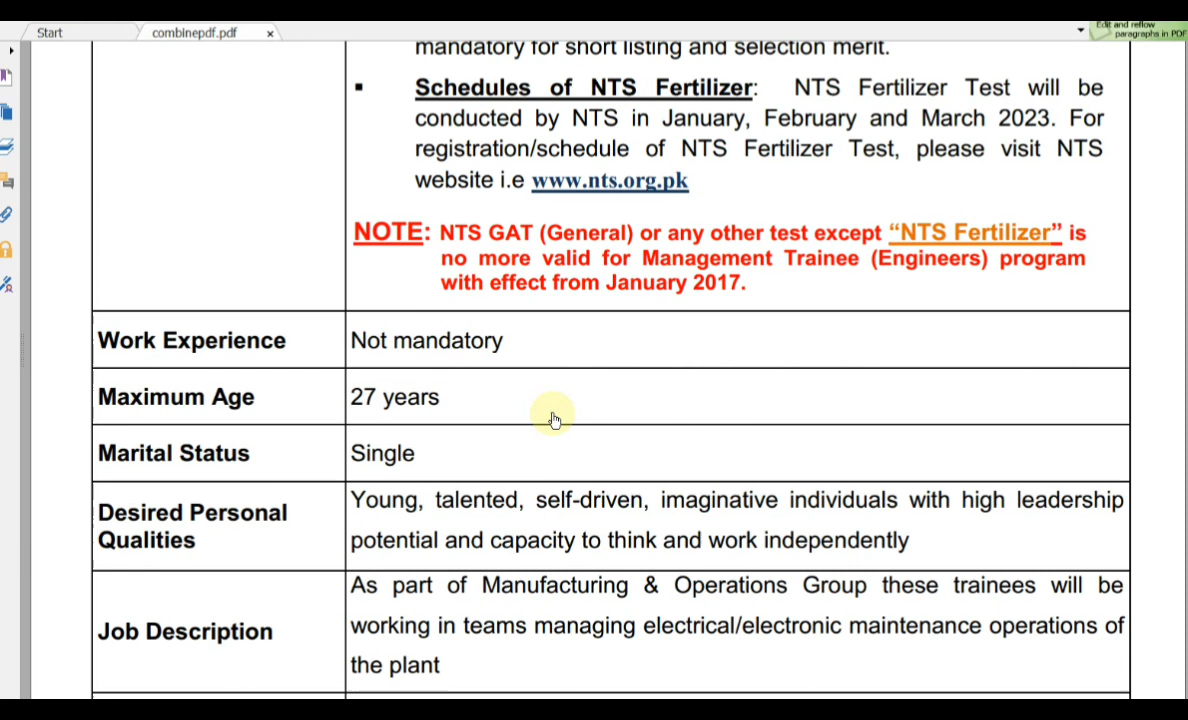 Start
combinepdf.pdf
Edit and reflow
paragraphs in PDF
mandatory for short listing and selection merit.
▪ Schedules of NTS Fertilizer: NTS Fertilizer Test will be
conducted by NTS in January, February and March 2023. For
registration/schedule of NTS Fertilizer Test, please visit NTS
website i.e www.nts.org.pk
NOTE: NTS GAT (General) or any other test except “NTS Fertilizer” is
no more valid for Management Trainee (Engineers) program
with effect from January 2017.
Work Experience
Not mandatory
Maximum Age
27 years
Marital Status
Single
Desired Personal
Qualities
Young, talented, self-driven, imaginative individuals with high leadership
potential and capacity to think and work independently
Job Description
As part of Manufacturing & Operations Group these trainees will be
working in teams managing electrical/electronic maintenance operations of
the plant